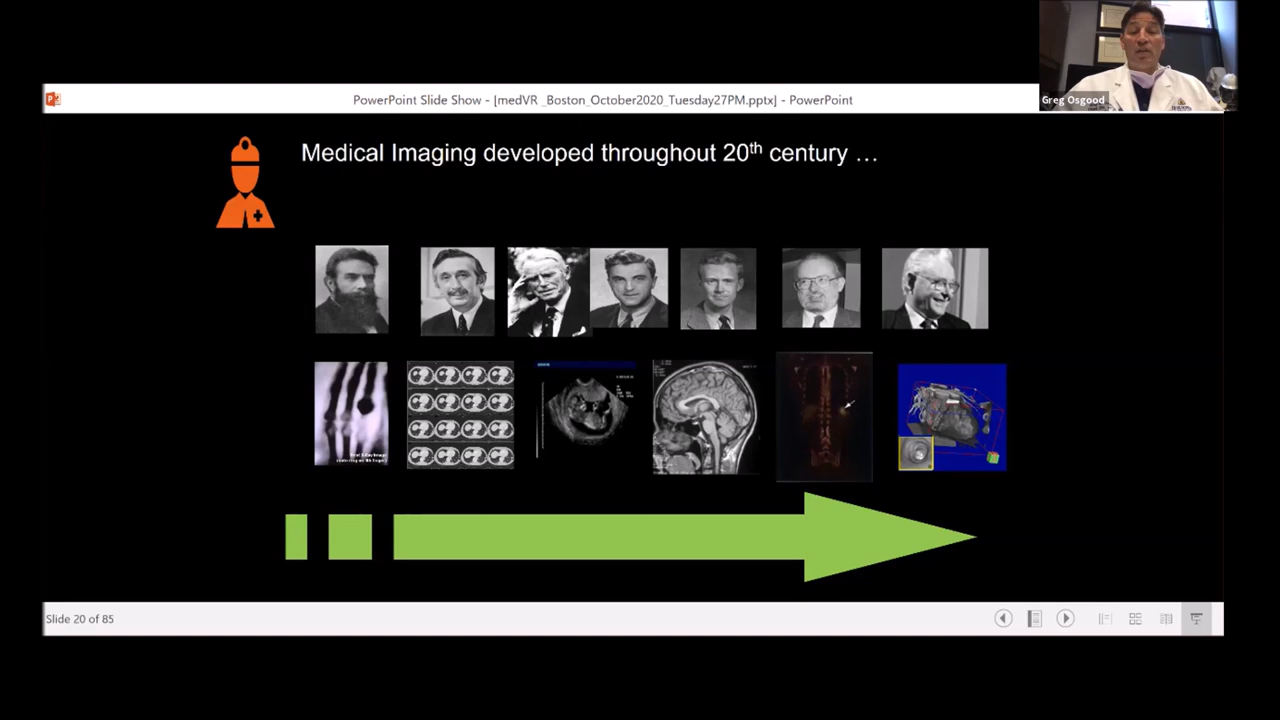 Greg Osgood
PowerPoint Slide Show - [medVR _Boston_October2020_Tuesday27PM.pptx] - PowerPoint
Medical Imaging developed throughout 20th century …
Slide 20 of 85